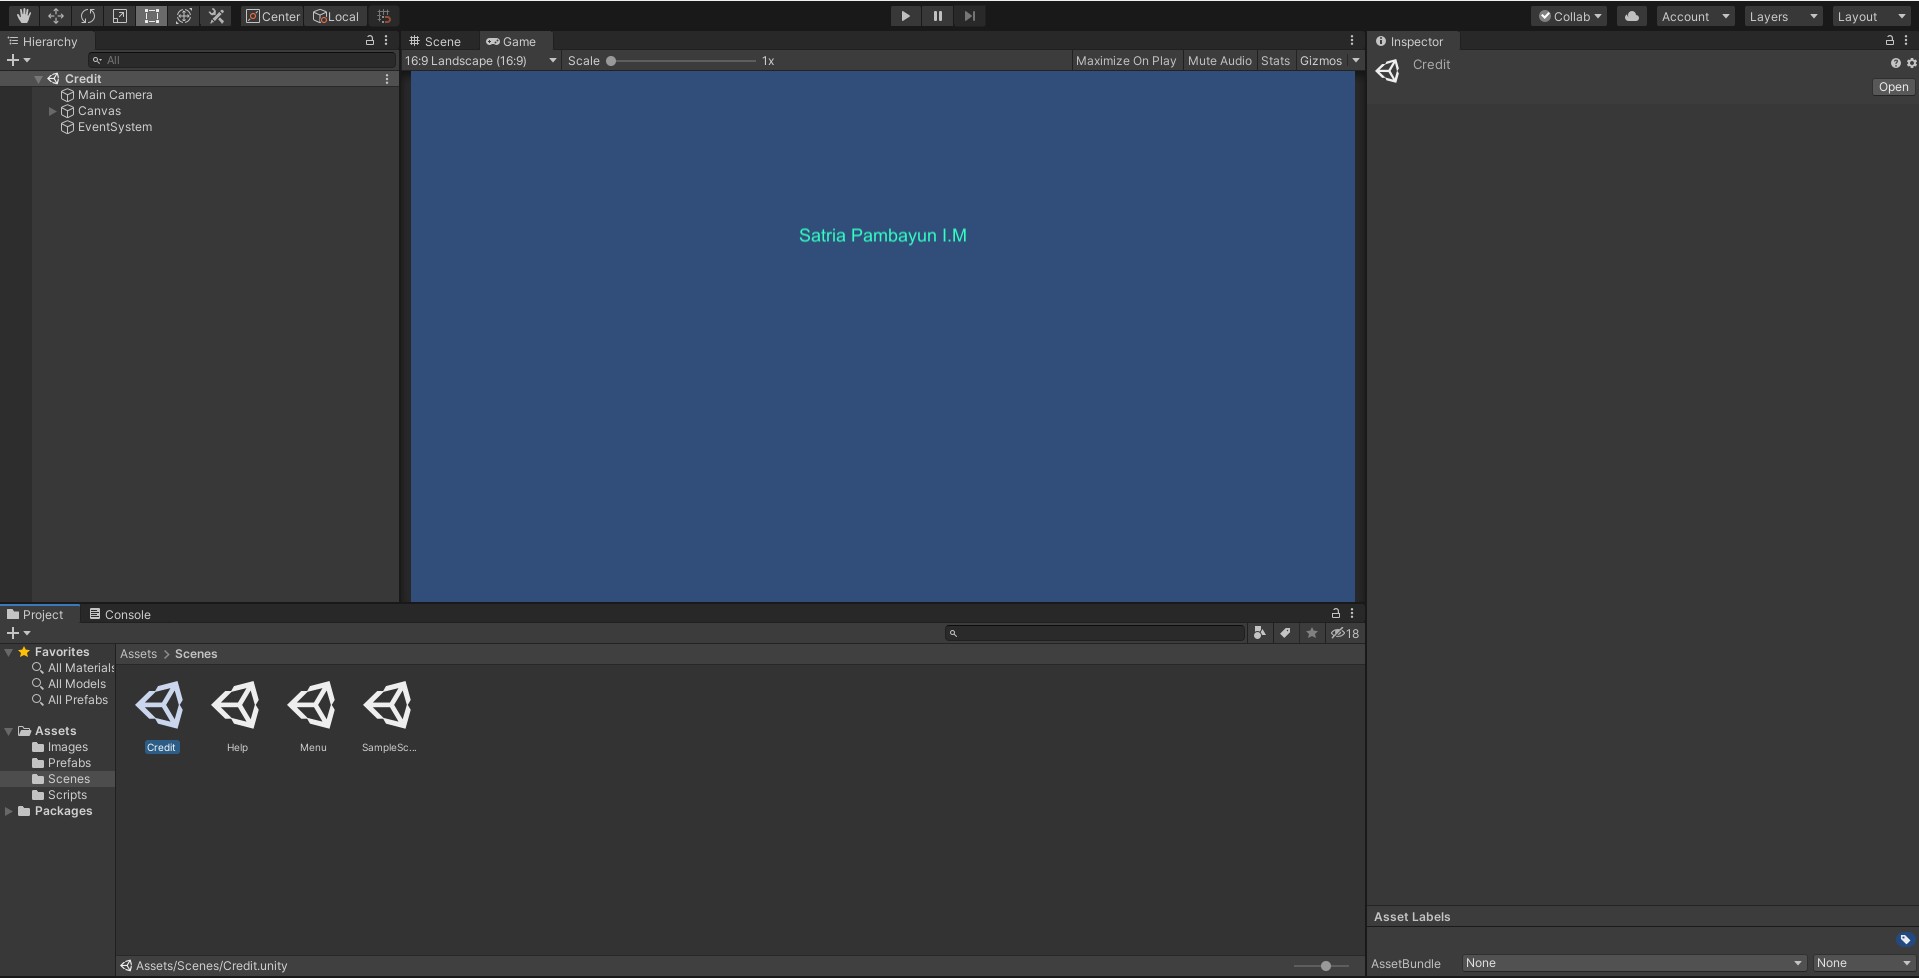 Center Local Collab Account Layers Layout
Hierarchy Scene Game Inspector
All 16:9 Landscape (16:9) Scale 1x Maximize On Play Mute Audio Stats Gizmos Credit
Open
Credit
Main Camera
Canvas
EventSystem
Satria Pambayun I.M
Project Console
18
Favorites
All Materials
All Models
All Prefabs
Assets
Images
Prefabs
Scenes
Scripts
Packages
Assets > Scenes
Credit Help Menu SampleSc...
Assets/Scenes/Credit.unity
Asset Labels
AssetBundle None None